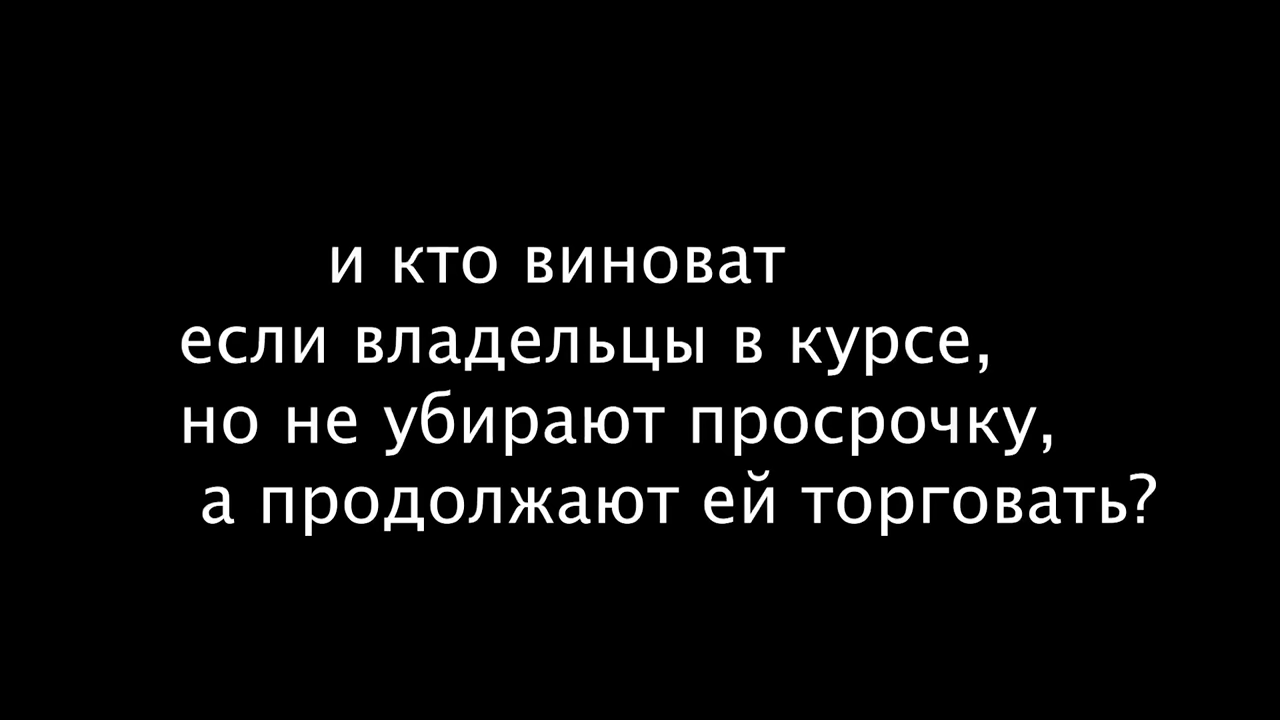 и кто виноват
если владельцы в курсе,
но не убирают просрочку,
а продолжают ей торговать?